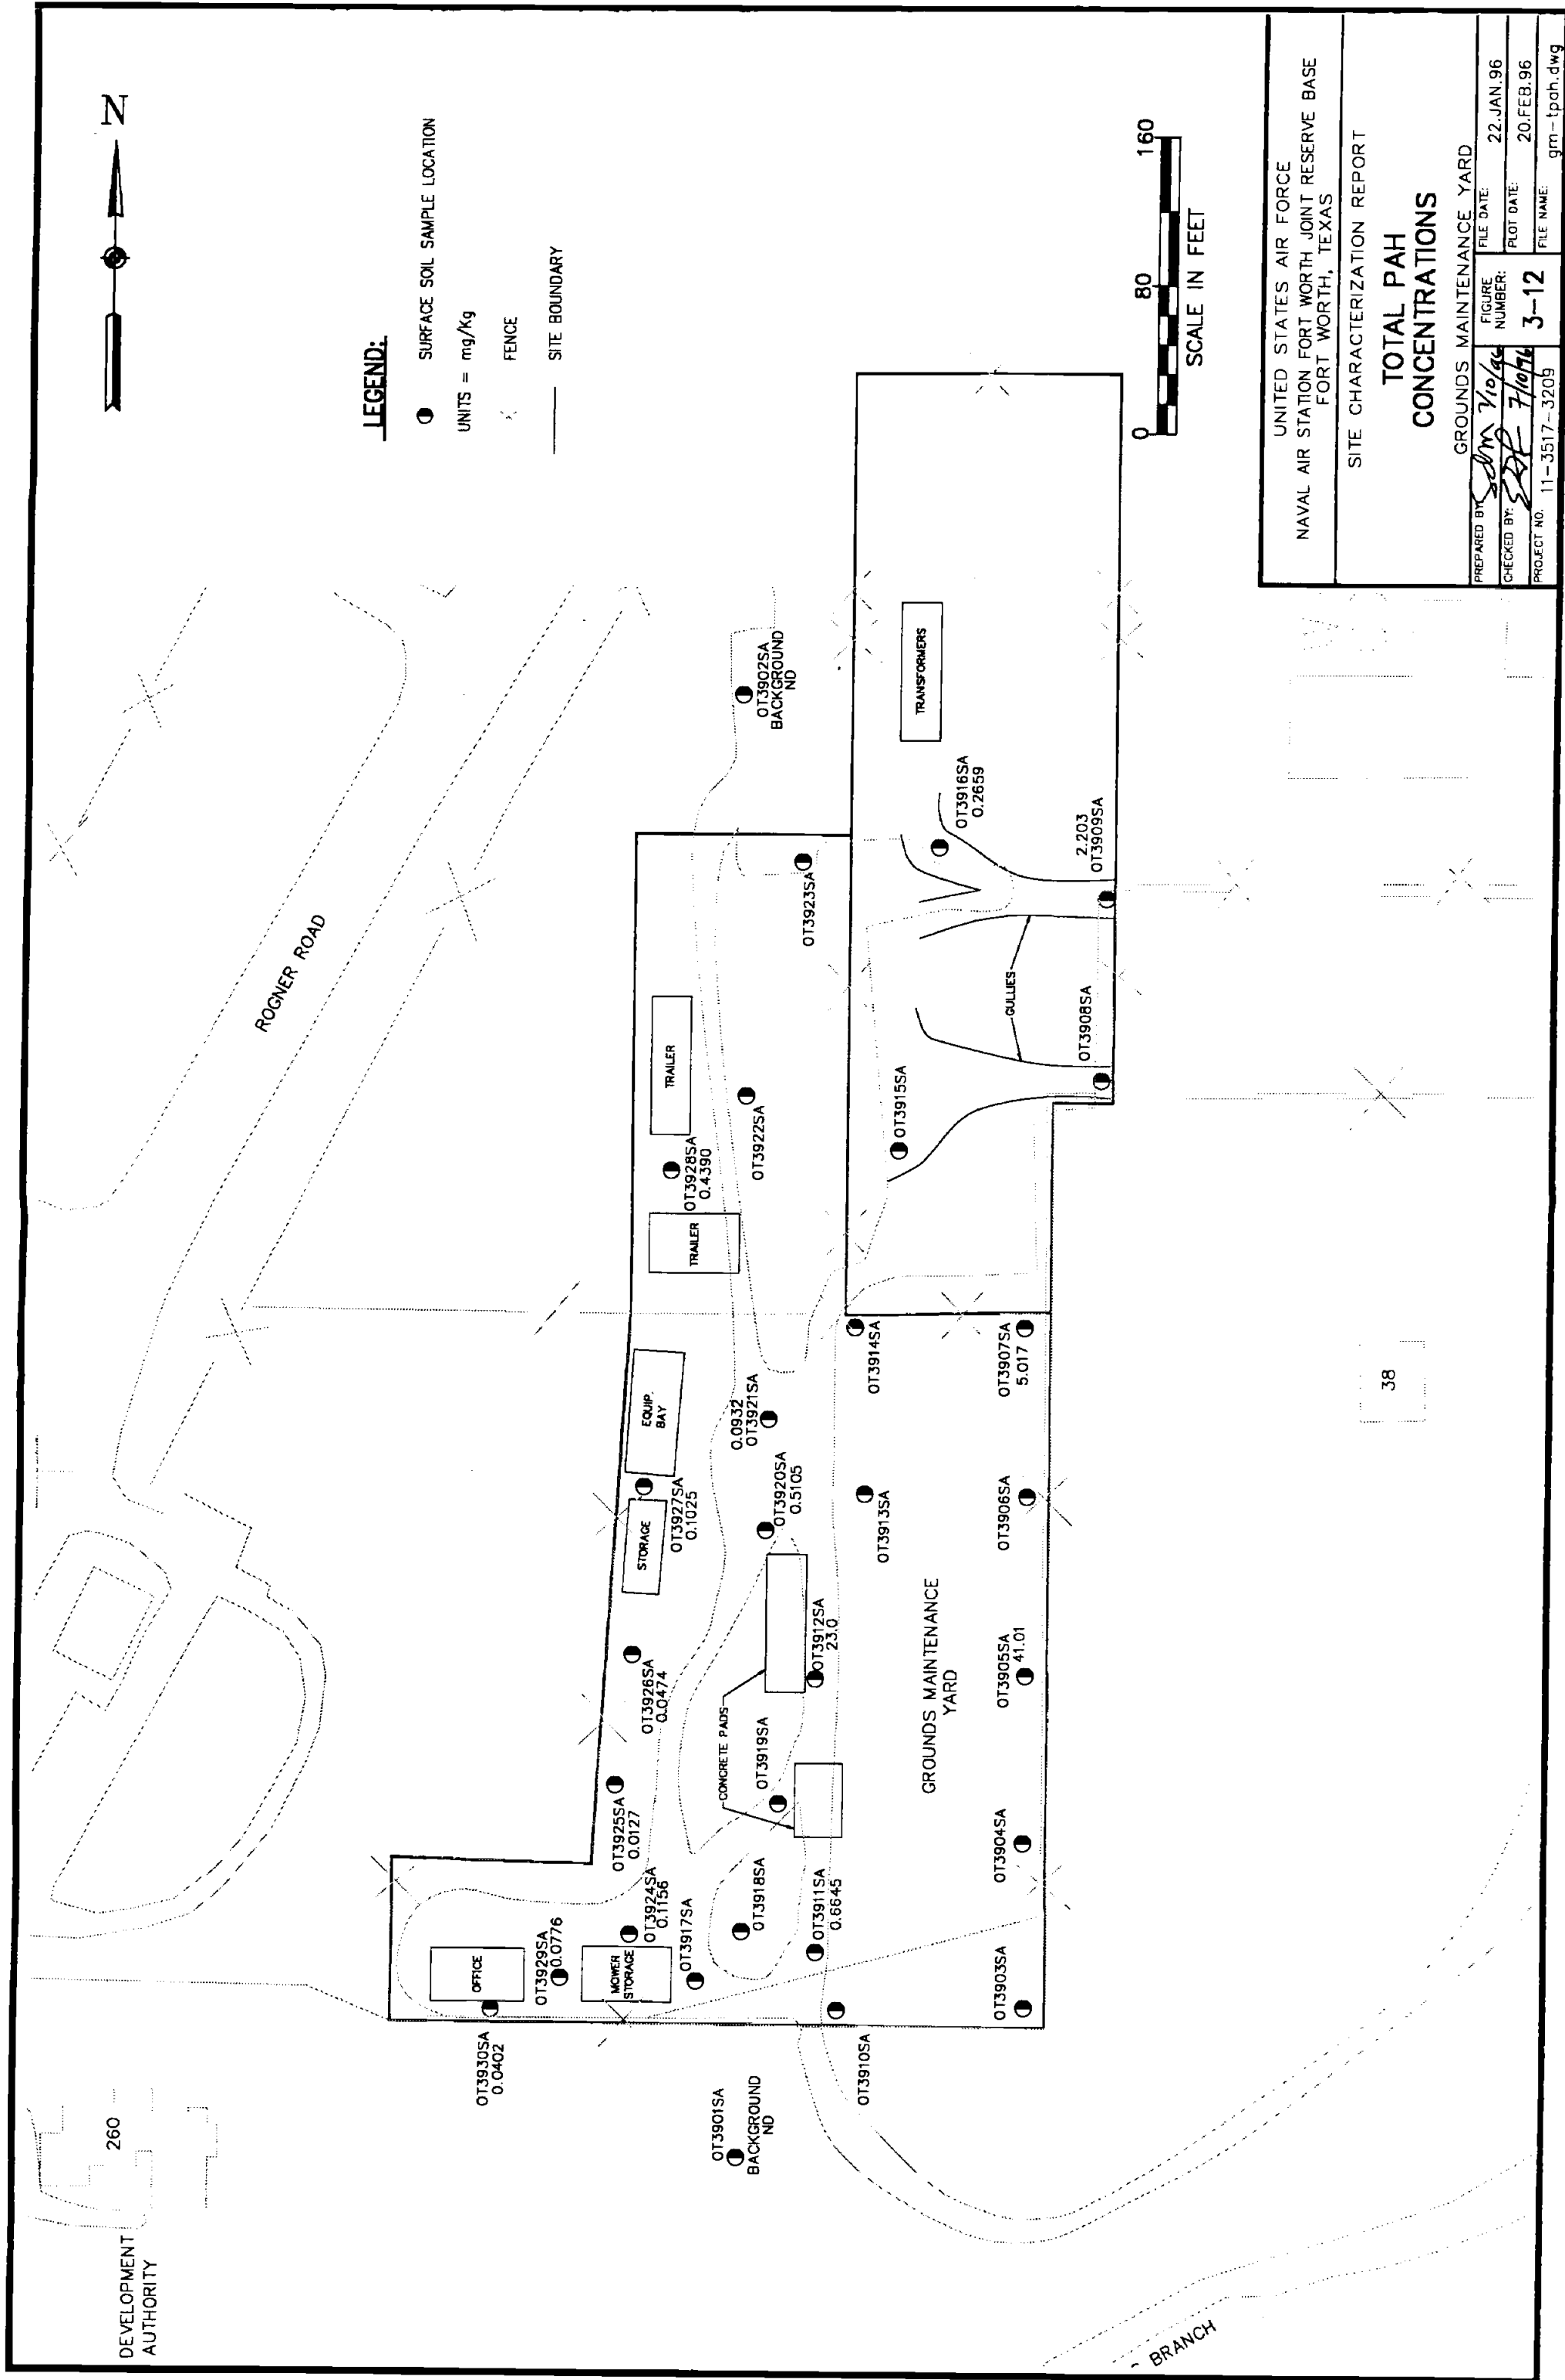 N
LEGEND:
SURFACE SOIL SAMPLE LOCATION
UNITS = mg/Kg
FENCE
SITE BOUNDARY
DEVELOPMENT
AUTHORITY
260
ROGNER ROAD
OT3930SA
0.0402
OFFICE
OT3929SA
0.0776
MOWER
STORAGE
OT3924SA
0.1156
OT3917SA
OT3925SA
0.0127
OT3926SA
0.0474
STORAGE
OT3927SA
0.1025
EQUIP.
BAY
TRAILER
OT3928SA
0.4390
TRAILER
OT3922SA
OT3923SA
OT3902SA
BACKGROUND
ND
OT3901SA
BACKGROUND
ND
OT3918SA
CONCRETE PADS
OT3919SA
OT3911SA
0.6645
OT3912SA
23.0
OT3920SA
0.5105
0.0932
OT3921SA
OT3910SA
OT3913SA
OT3914SA
OT3915SA
OT3916SA
0.2659
TRANSFORMERS
GULLIES
OT3908SA
2.203
OT3909SA
GROUNDS MAINTENANCE
YARD
OT3903SA
OT3904SA
OT3905SA
41.01
OT3906SA
OT3907SA
5.017
38
BRANCH
0 80 160
SCALE IN FEET
UNITED STATES AIR FORCE
NAVAL AIR STATION FORT WORTH JOINT RESERVE BASE
FORT WORTH, TEXAS
SITE CHARACTERIZATION REPORT
TOTAL PAH
CONCENTRATIONS
GROUNDS MAINTENANCE YARD
PREPARED BY:
CHECKED BY: 7/10/96
PROJECT NO. 11-3517-3209
FIGURE
NUMBER:
3-12
FILE DATE: 22.JAN.96
PLOT DATE: 20.FEB.96
FILE NAME: gm-tpah.dwg